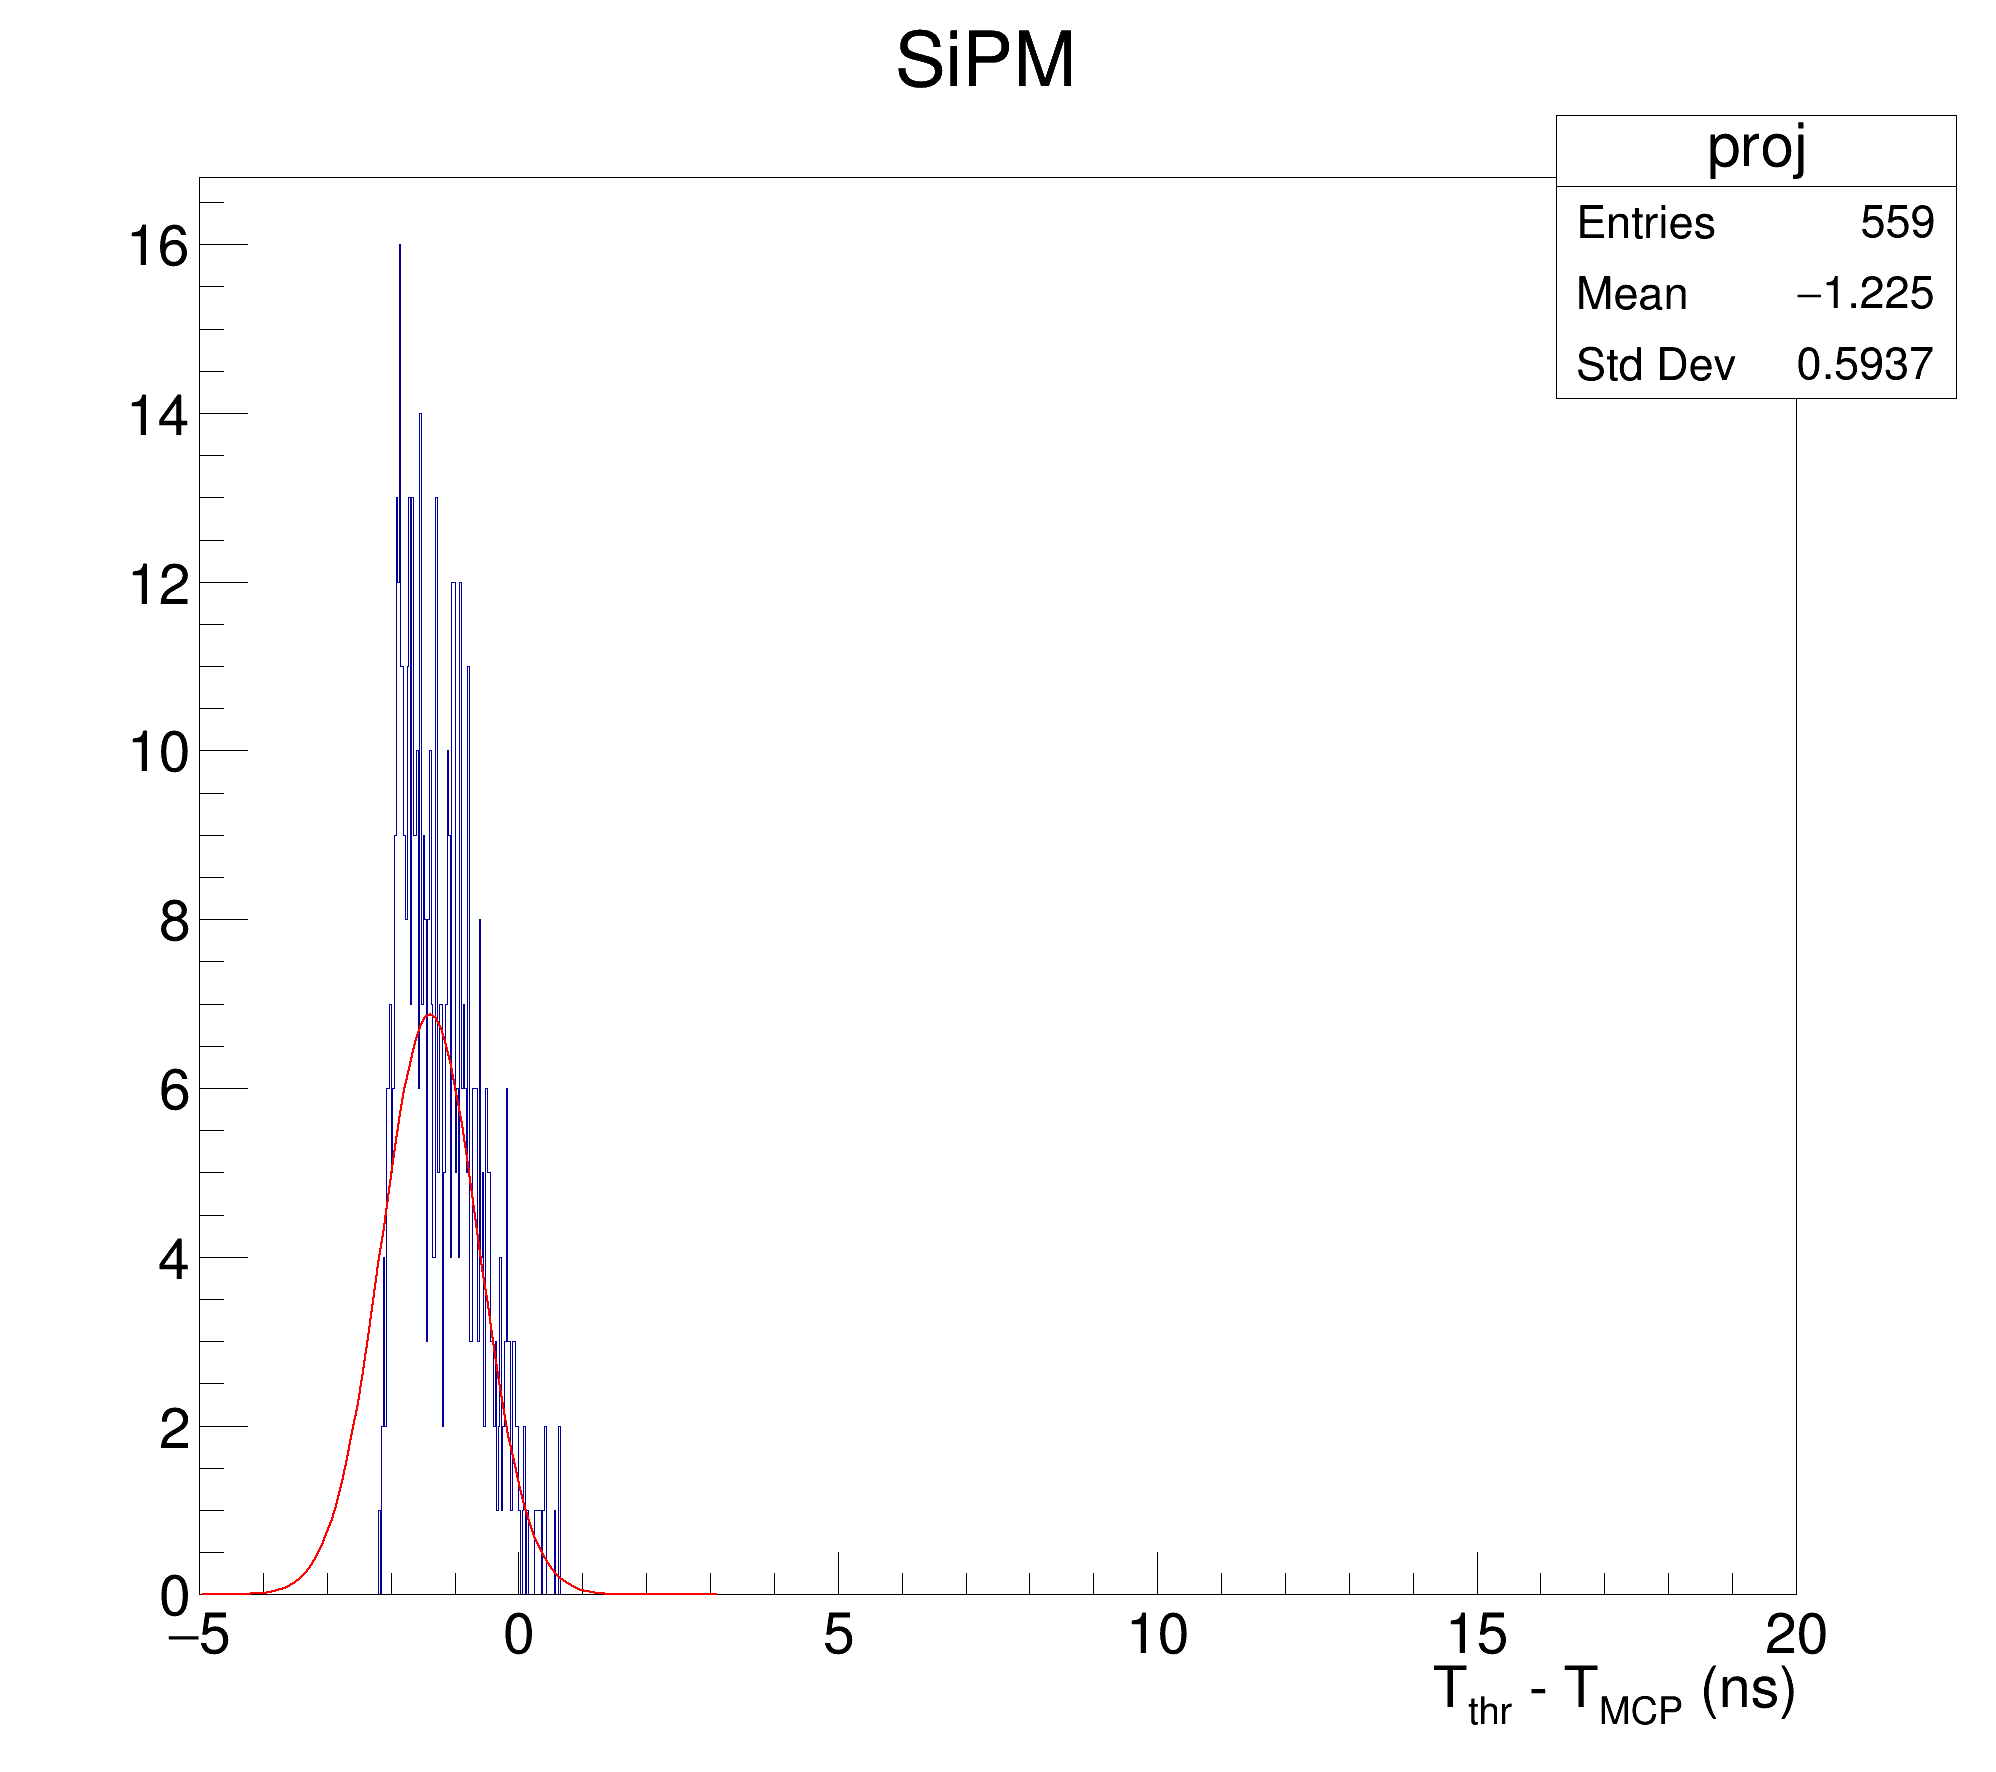 SiPM
proj
Entries 559
Mean −1.225
Std Dev 0.5937
16
14
12
10
8
6
4
2
0
−5 0 5 10 15 20
T_thr - T_MCP (ns)